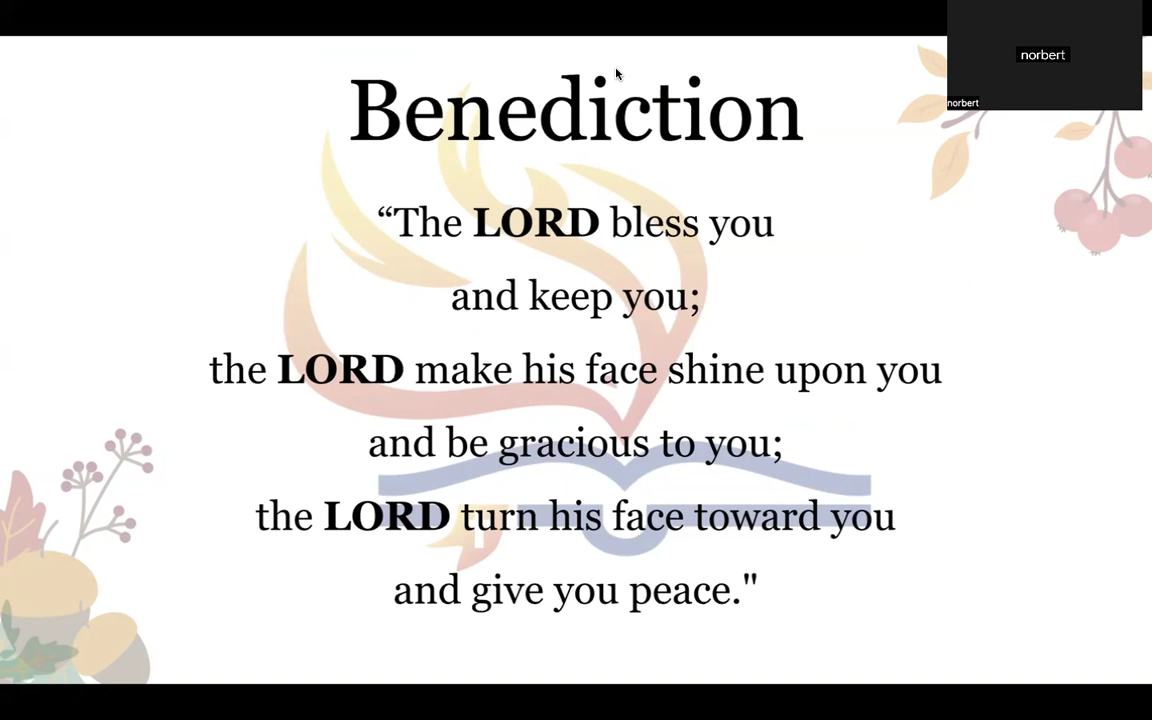 Benediction
norbert
norbert
“The LORD bless you
and keep you;
the LORD make his face shine upon you
and be gracious to you;
the LORD turn his face toward you
and give you peace."